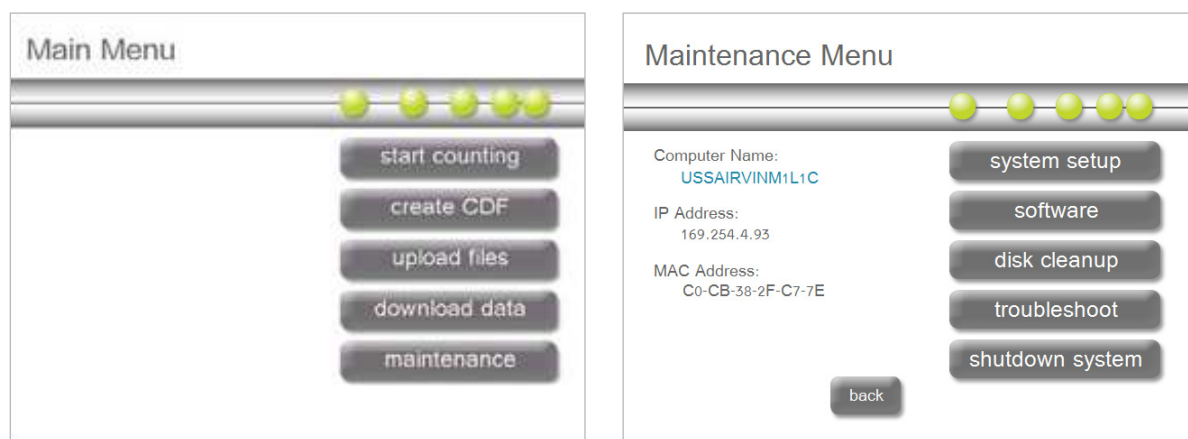 Main Menu
start counting
create CDF
upload files
download data
maintenance
Maintenance Menu
Computer Name:
USSAIRVINM1L1C
IP Address:
169.254.4.93
MAC Address:
C0-CB-38-2F-C7-7E
system setup
software
disk cleanup
troubleshoot
shutdown system
back